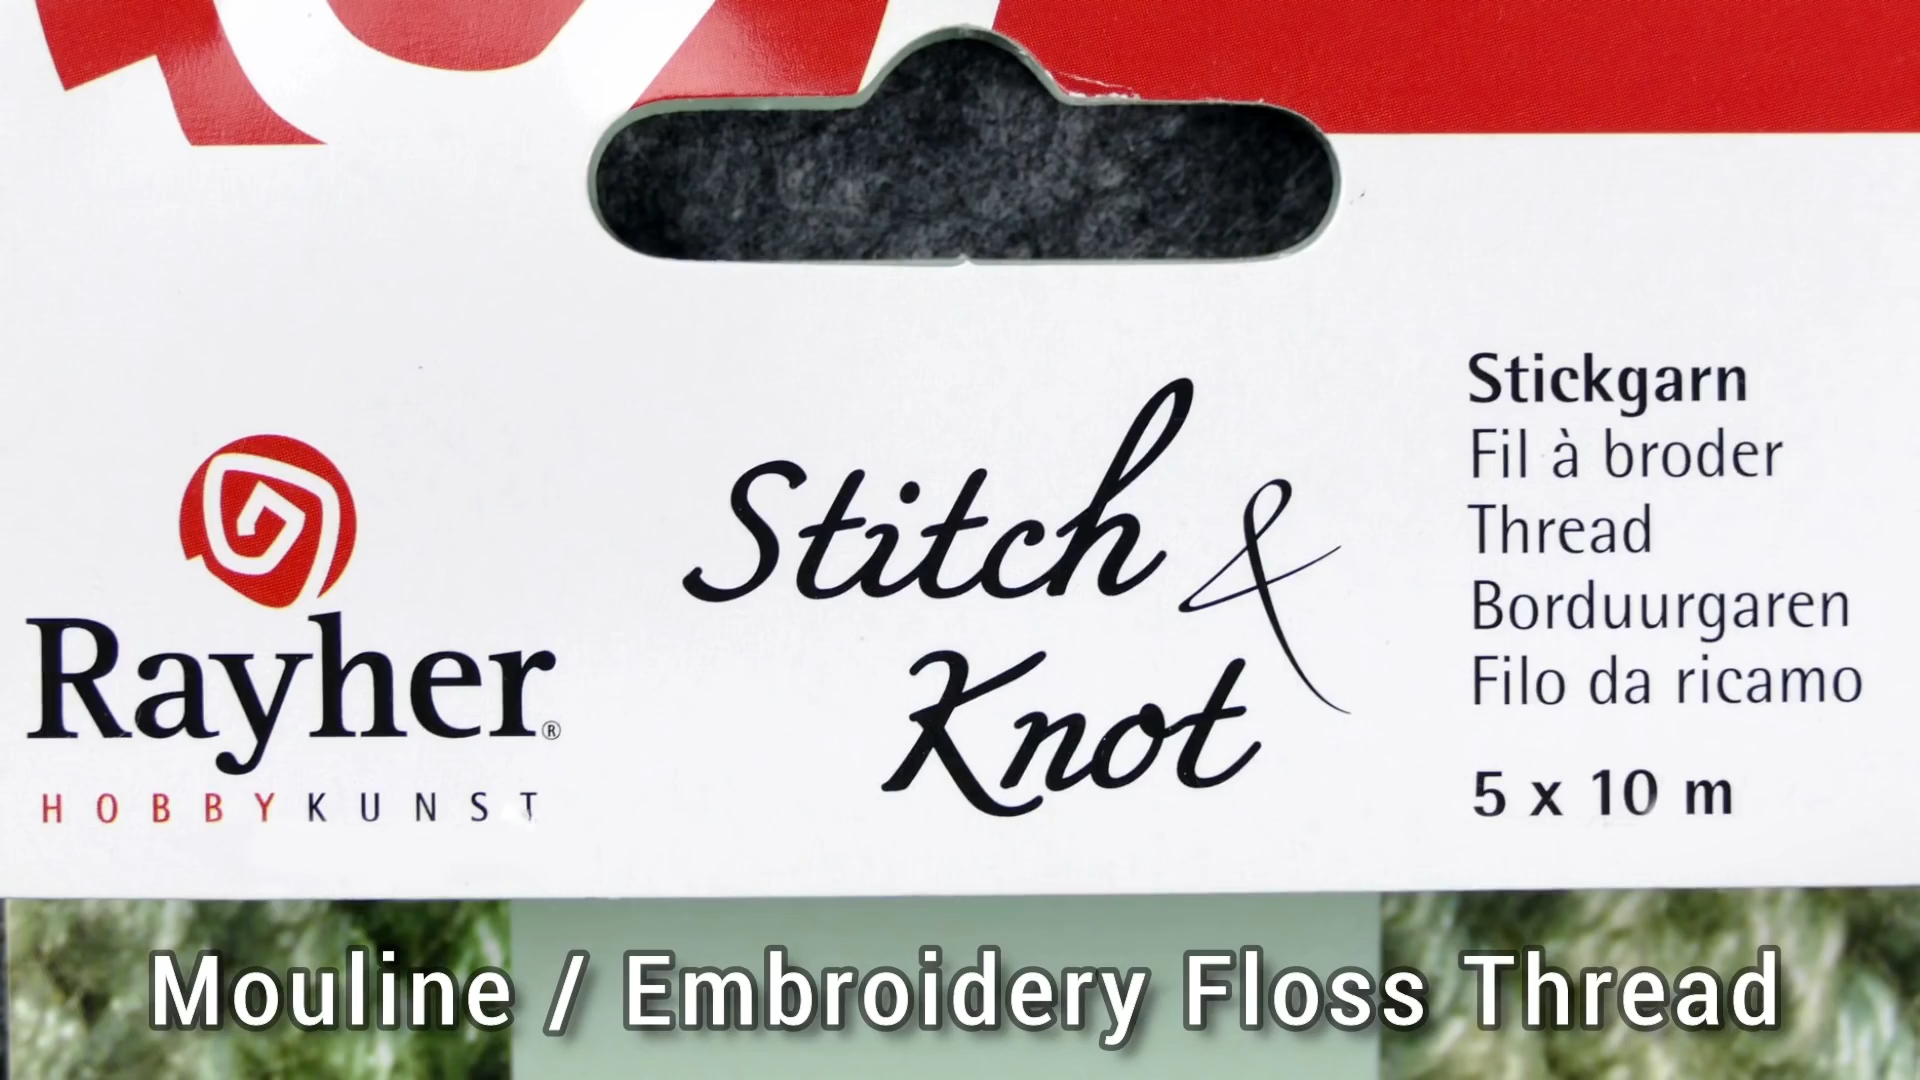 Rayher®
HOBBYKUNST
Stitch &
Knot
Stickgarn
Fil à broder
Thread
Borduurgaren
Filo da ricamo
5 x 10 m
Mouline / Embroidery Floss Thread